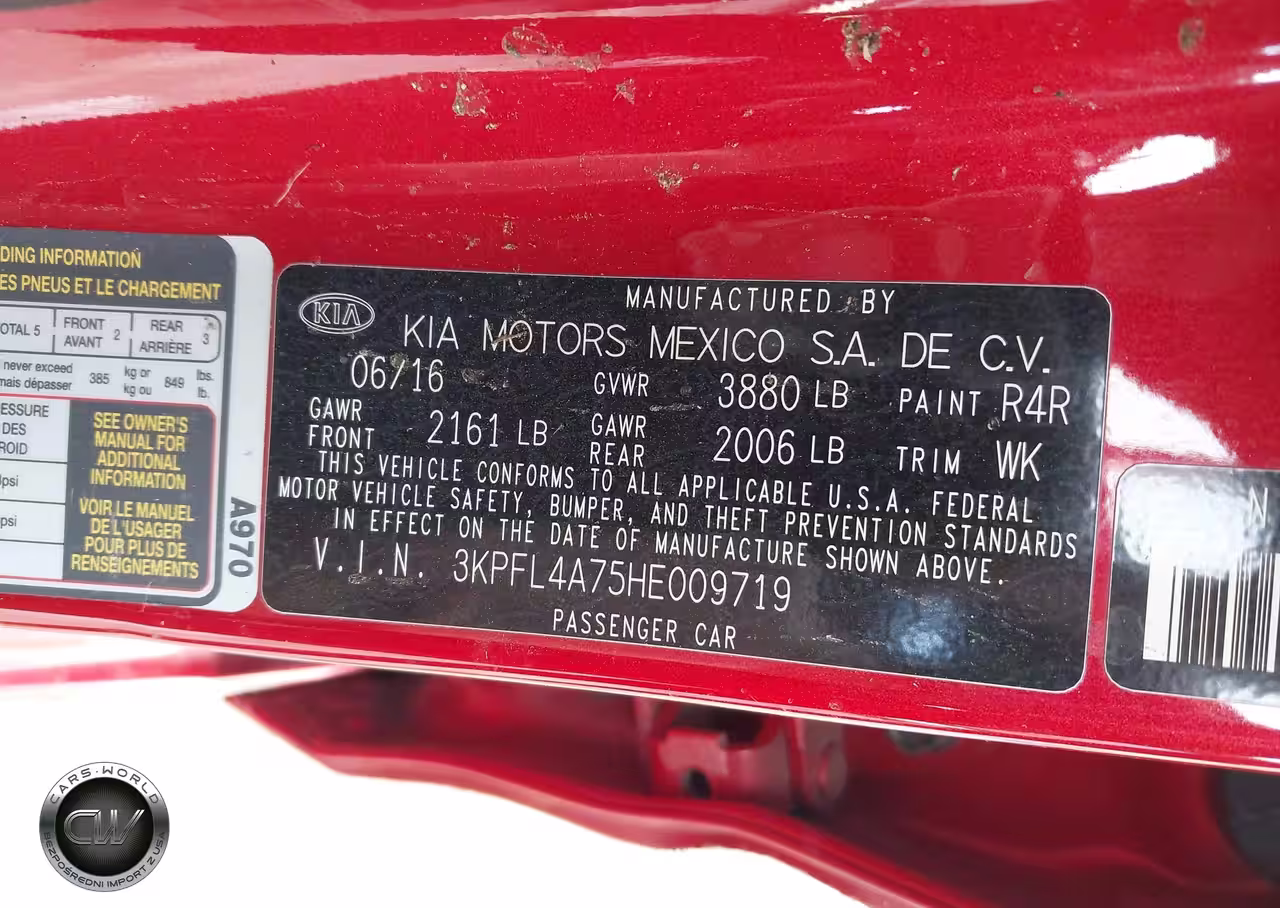 DING INFORMATION
ES PNEUS ET LE CHARGEMENT
OTAL 5
FRONT
AVANT 2
REAR
ARRIÈRE 3
never exceed
mais dépasser
385
kg or
kg ou
849
lbs.
lb.
ESSURE
DES
ROID
psi
psi
SEE OWNER'S
MANUAL FOR
ADDITIONAL
INFORMATION
VOIR LE MANUEL
DE L'USAGER
POUR PLUS DE
RENSEIGNEMENTS
A970
MANUFACTURED BY
KIA
KIA MOTORS MEXICO S.A. DE C.V.
06/16 GVWR 3880 LB PAINT R4R
GAWR
FRONT 2161 LB
GAWR
REAR 2006 LB TRIM WK
THIS VEHICLE CONFORMS TO ALL APPLICABLE U.S.A. FEDERAL
MOTOR VEHICLE SAFETY, BUMPER, AND THEFT PREVENTION STANDARDS
IN EFFECT ON THE DATE OF MANUFACTURE SHOWN ABOVE.
V.I.N. 3KPFL4A75HE009719
PASSENGER CAR
N
CARS-WORLD
CW
BEZPOŚREDNI IMPORT Z USA